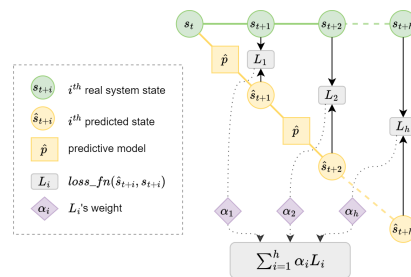 s_t s_{t+1} s_{t+2} s_{t+h}
p̂ L_1
s_{t+i} i^{th} real system state
ŝ_{t+1} L_2
ŝ_{t+i} i^{th} predicted state
p̂ L_h
p̂ predictive model
ŝ_{t+2}
L_i loss_fn(ŝ_{t+i}, s_{t+i})
α_i L_i's weight
α_1 α_2 α_h
ŝ_{t+h}
∑_{i=1}^{h} α_i L_i